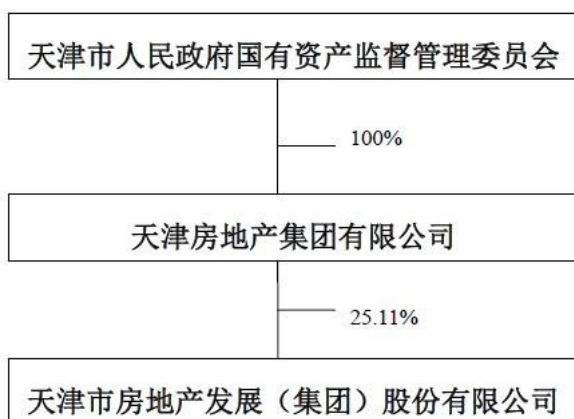 天津市人民政府国有资产监督管理委员会
100%
天津房地产集团有限公司
25.11%
天津市房地产发展（集团）股份有限公司